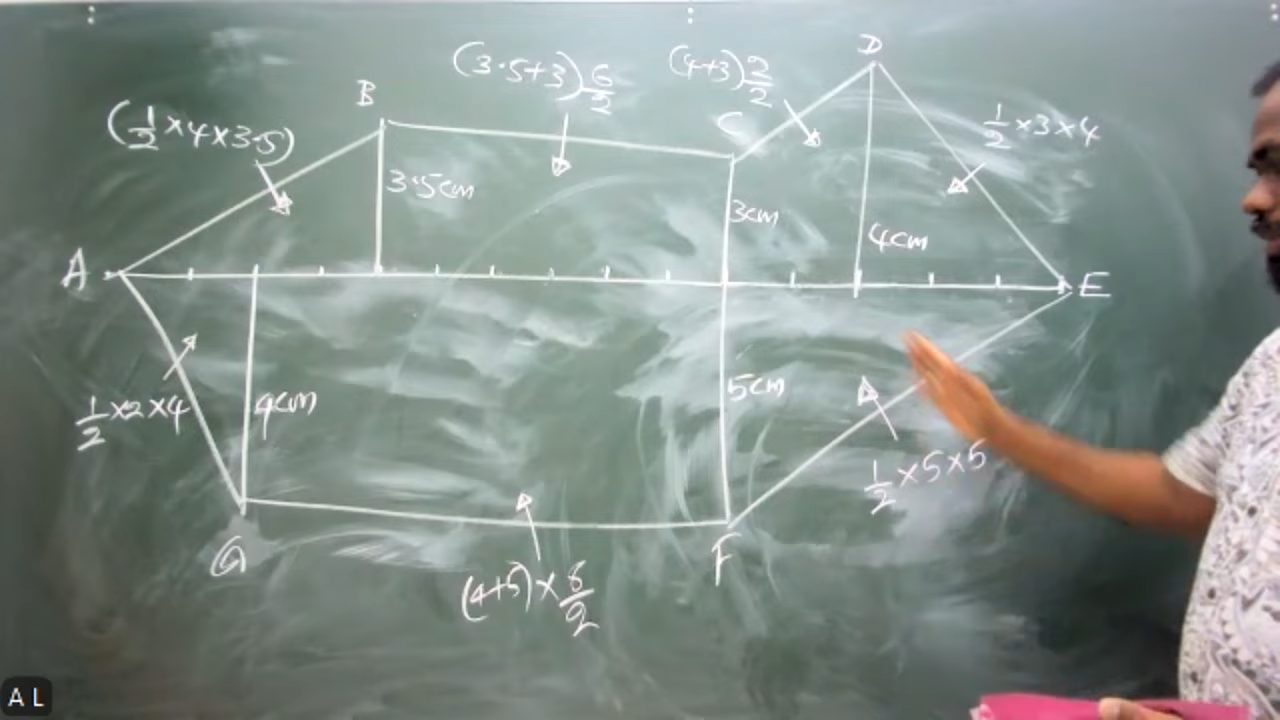 D
(3.5+3) 6/2
(4+3) 2/2
B
C
(1/2 ×4×3.5)
1/2 ×3×4
3.5cm
3cm
4cm
A
E
1/2 ×2×4
4cm
5cm
1/2 ×5×5
G
F
(4+5)× 8/2
A L